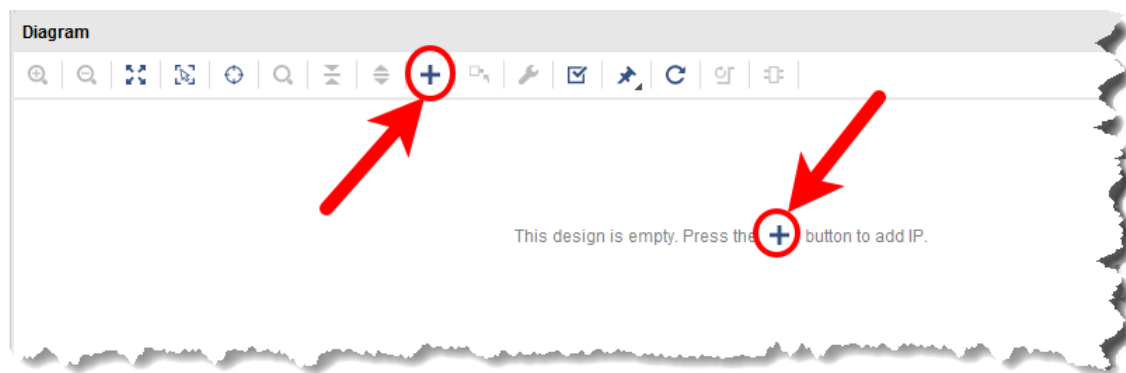 Diagram
This design is empty. Press the + button to add IP.